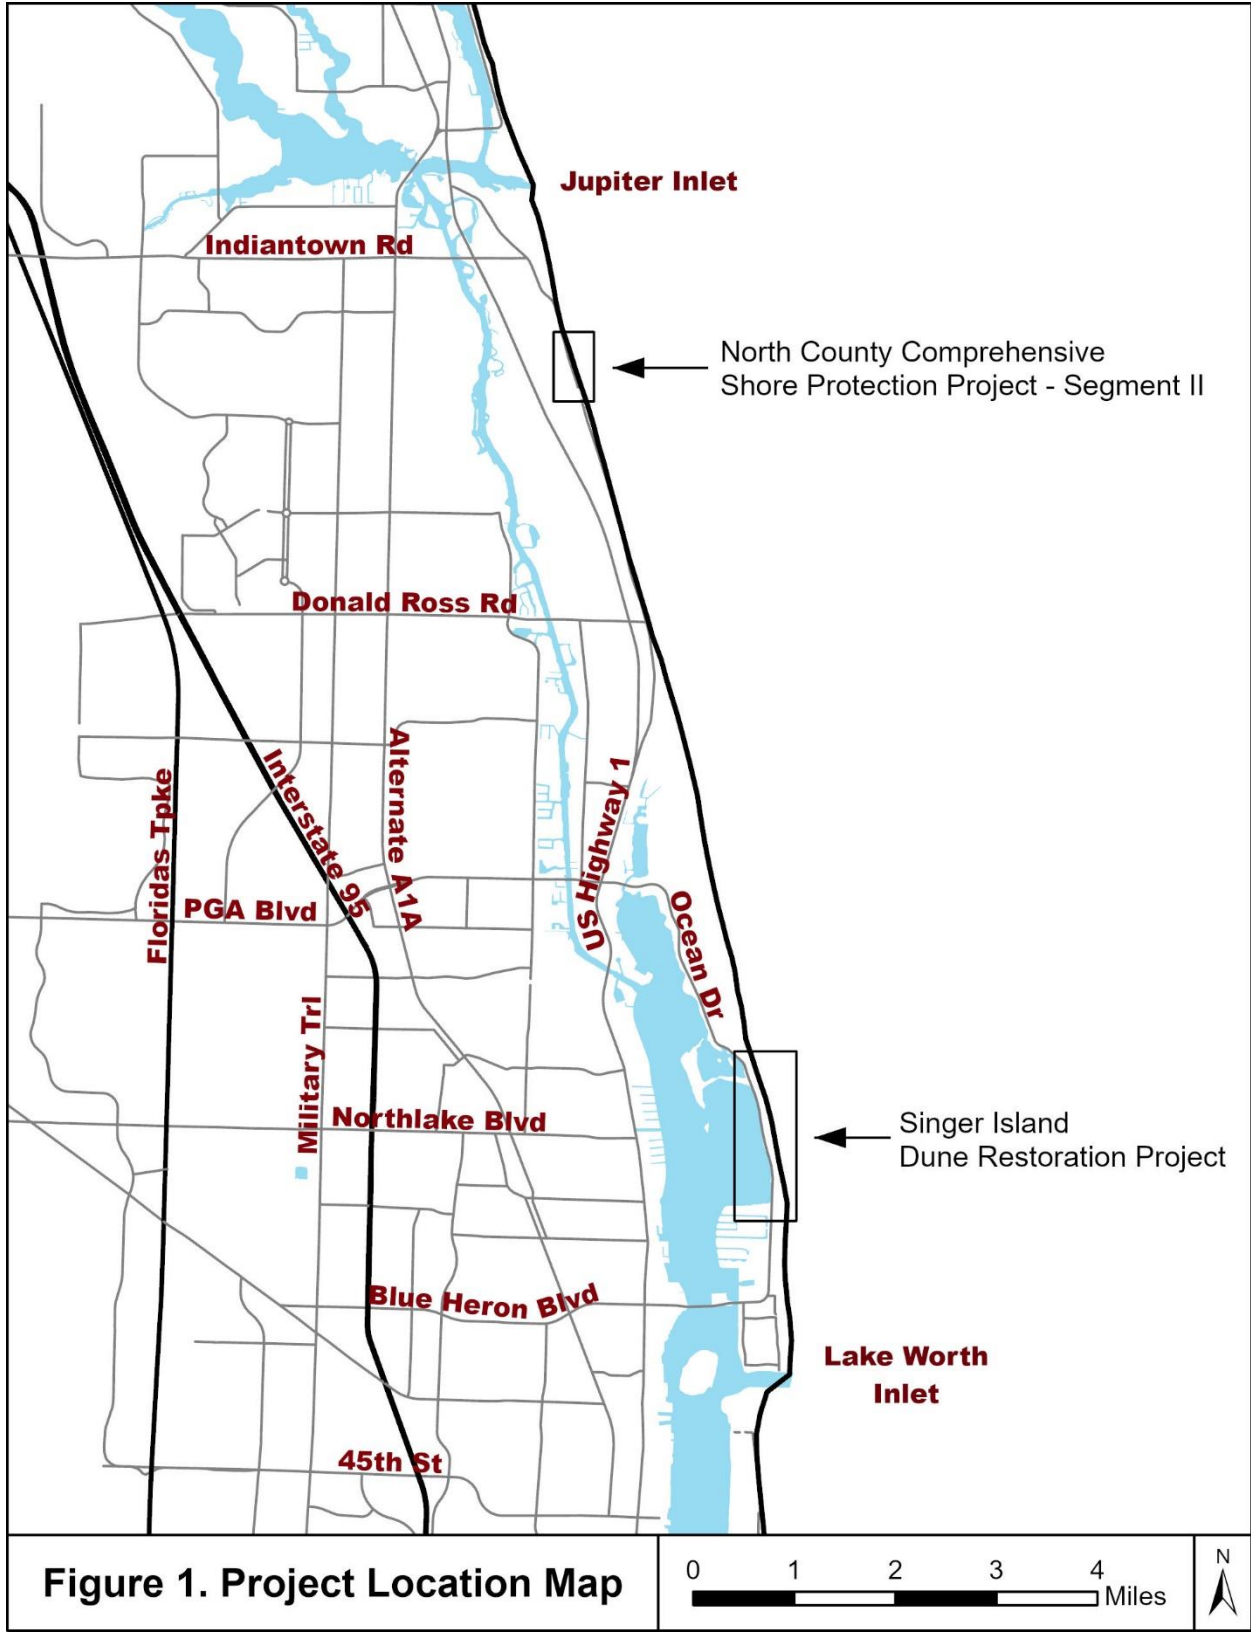 Jupiter Inlet
Indiantown Rd
North County Comprehensive
Shore Protection Project - Segment II
Donald Ross Rd
Floridas Tpke
Interstate 95
Alternate A1A
US Highway 1
PGA Blvd
Ocean Dr
Military Trl
Northlake Blvd
Singer Island
Dune Restoration Project
Blue Heron Blvd
Lake Worth
Inlet
45th St
Figure 1. Project Location Map
0 1 2 3 4
Miles
N